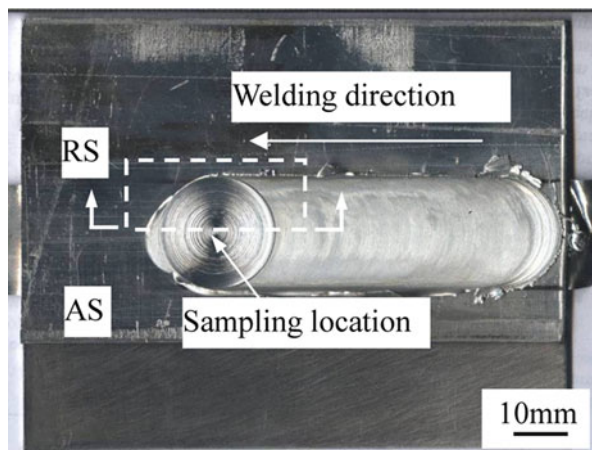 Welding direction
RS
AS
Sampling location
10mm